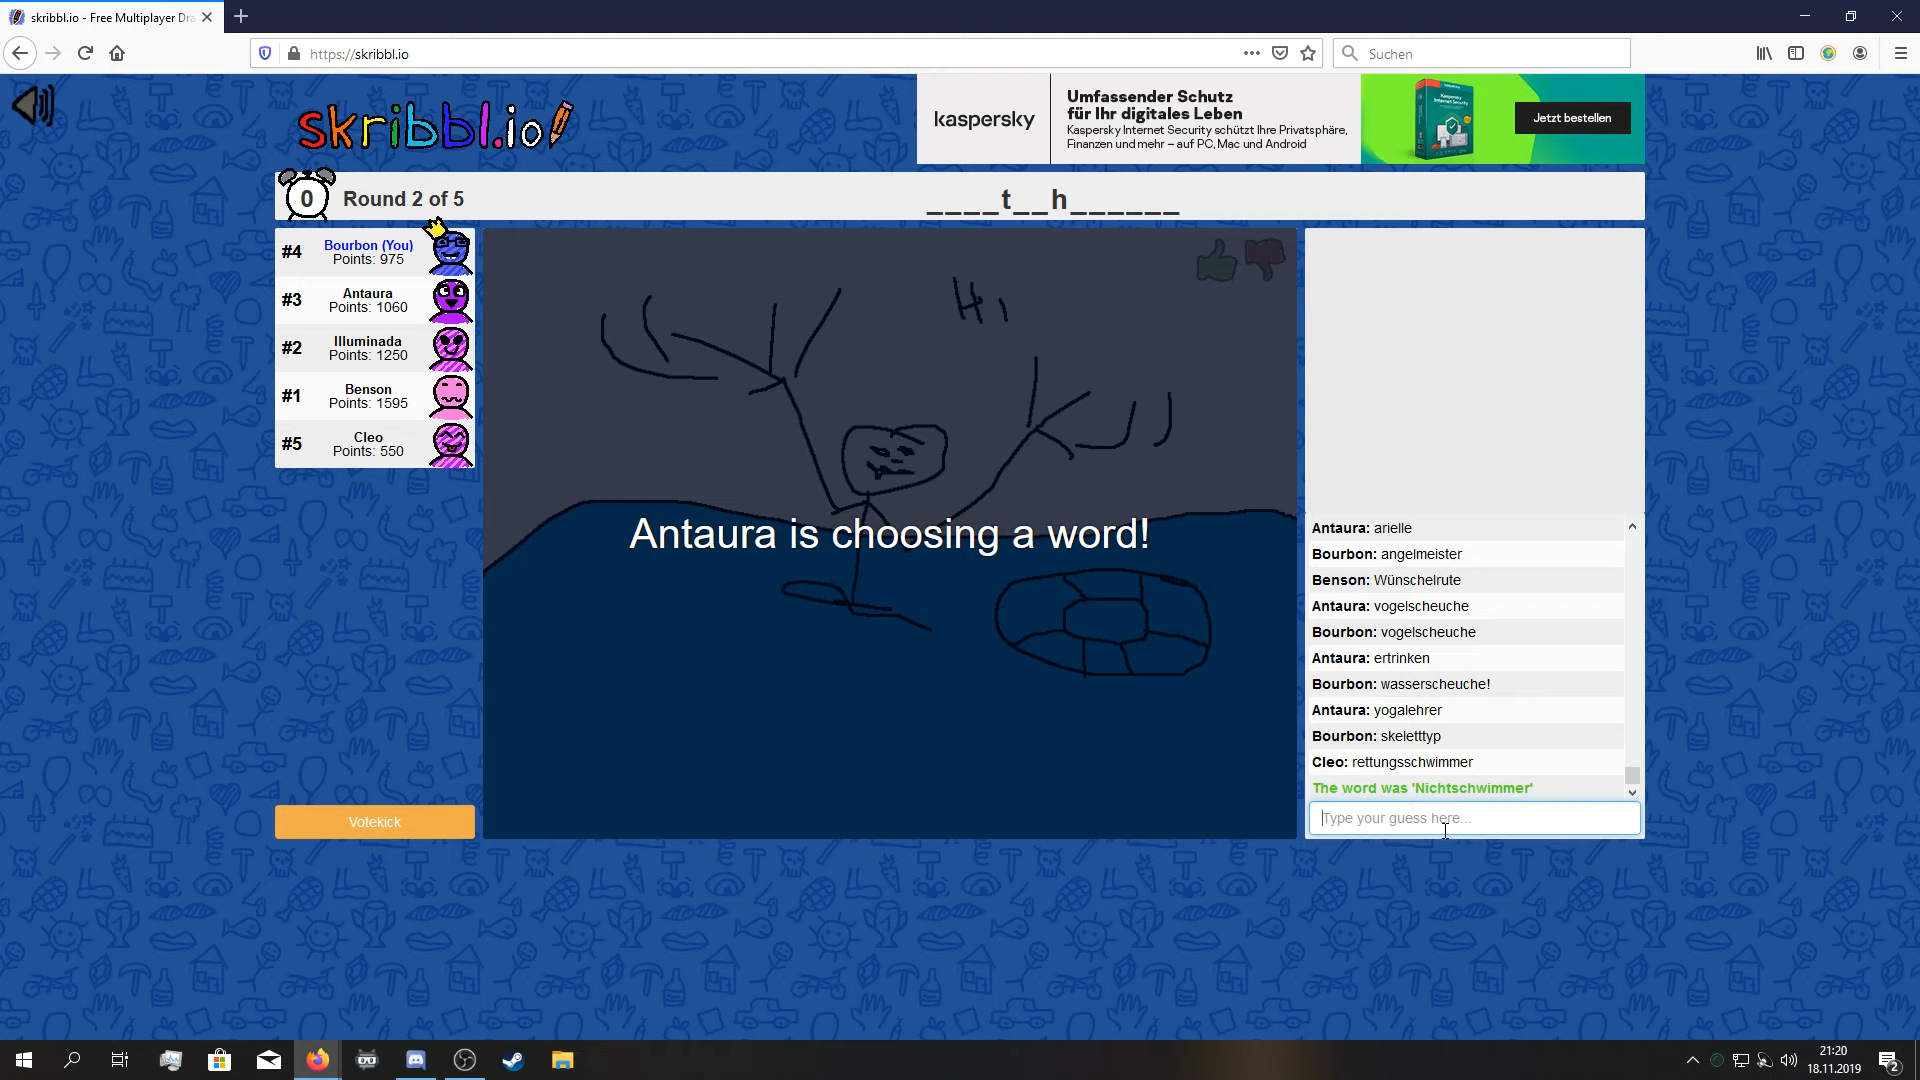 skribbl.io - Free Multiplayer Dra
https://skribbl.io
Suchen
skribbl.io
kaspersky
Umfassender Schutz
für Ihr digitales Leben
Kaspersky Internet Security schützt Ihre Privatsphäre,
Finanzen und mehr – auf PC, Mac und Android
Jetzt bestellen
0
Round 2 of 5
____t__h______
#4
Bourbon (You)
Points: 975
#3
Antaura
Points: 1060
#2
Illuminada
Points: 1250
#1
Benson
Points: 1595
#5
Cleo
Points: 550
Votekick
Hi
Antaura is choosing a word!
Antaura: arielle
Bourbon: angelmeister
Benson: Wünschelrute
Antaura: vogelscheuche
Bourbon: vogelscheuche
Antaura: ertrinken
Bourbon: wasserscheuche!
Antaura: yogalehrer
Bourbon: skeletttyp
Cleo: rettungsschwimmer
The word was 'Nichtschwimmer'
Type your guess here...
21:20
18.11.2019
2